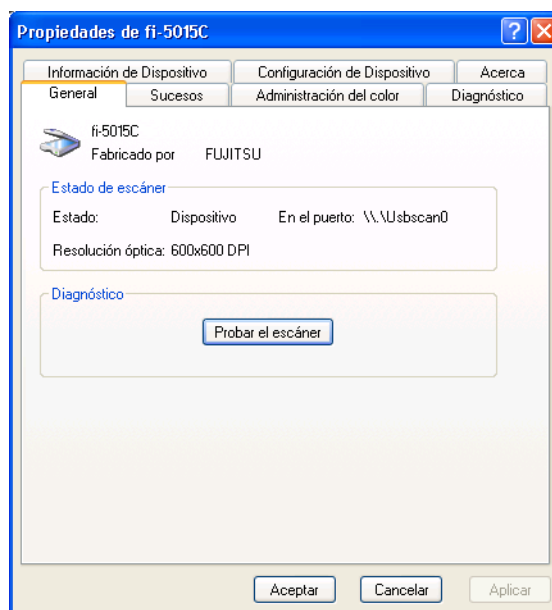 Propiedades de fi-5015C
Información de Dispositivo Configuración de Dispositivo Acerca
General Sucesos Administración del color Diagnóstico
fi-5015C
Fabricado por FUJITSU
Estado de escáner
Estado: Dispositivo En el puerto: \\.\Usbscan0
Resolución óptica: 600x600 DPI
Diagnóstico
Probar el escáner
Aceptar Cancelar Aplicar